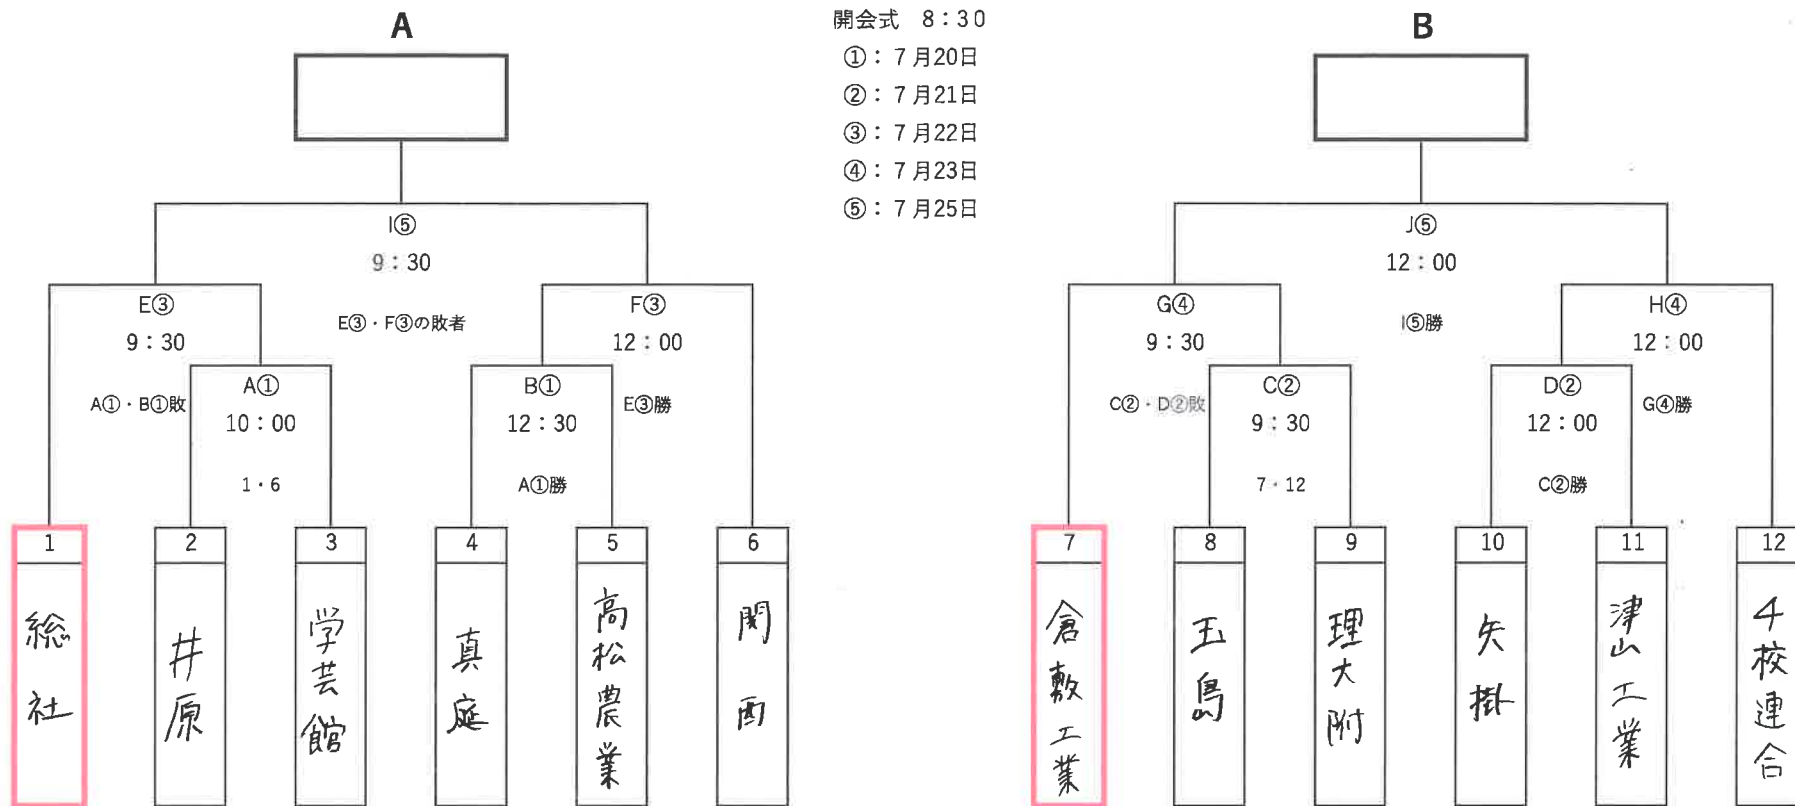 A
開会式 8：30
B
①：7月20日
②：7月21日
③：7月22日
④：7月23日
⑤：7月25日
I⑤
9：30
E③・F③の敗者
E③
9：30
A①・B①敗
F③
12：00
E③勝
A①
10：00
1・6
B①
12：30
A①勝
1
総社
2
井原
3
学芸館
4
真庭
5
高松農業
6
関西
J⑤
12：00
I⑤勝
G④
9：30
C②・D②敗
H④
12：00
G④勝
C②
9：30
7・12
D②
12：00
C②勝
7
倉敷工業
8
玉島
9
理大附
10
矢掛
11
津山工業
12
4校連合